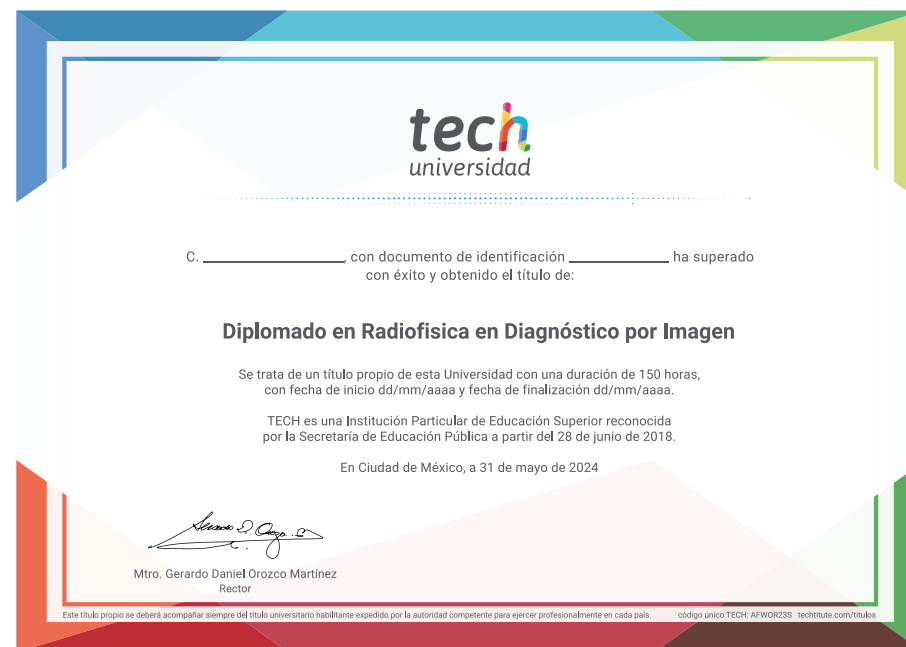 tech
universidad
C. ____________, con documento de identificación ____________ ha superado
con éxito y obtenido el título de:
Diplomado en Radiofisica en Diagnóstico por Imagen
Se trata de un título propio de esta Universidad con una duración de 150 horas,
con fecha de inicio dd/mm/aaaa y fecha de finalización dd/mm/aaaa.
TECH es una Institución Particular de Educación Superior reconocida
por la Secretaría de Educación Pública a partir del 28 de junio de 2018.
En Ciudad de México, a 31 de mayo de 2024
Mtro. Gerardo Daniel Orozco Martínez
Rector
Este título propio se deberá acompañar siempre del título universitario habilitante expedido por la autoridad competente para ejercer profesionalmente en cada país. código único TECH: AFWOR23S techtitute.com/titulos